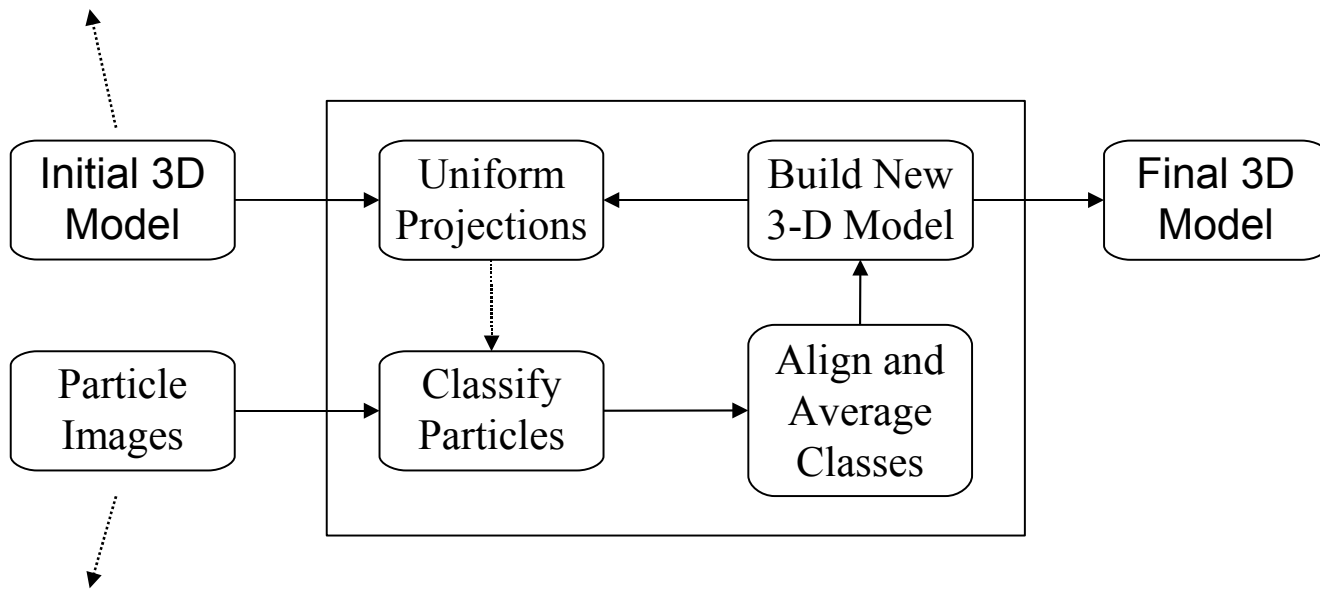 Initial 3D
Model
Uniform
Projections
Build New
3-D Model
Final 3D
Model
Particle
Images
Classify
Particles
Align and
Average
Classes